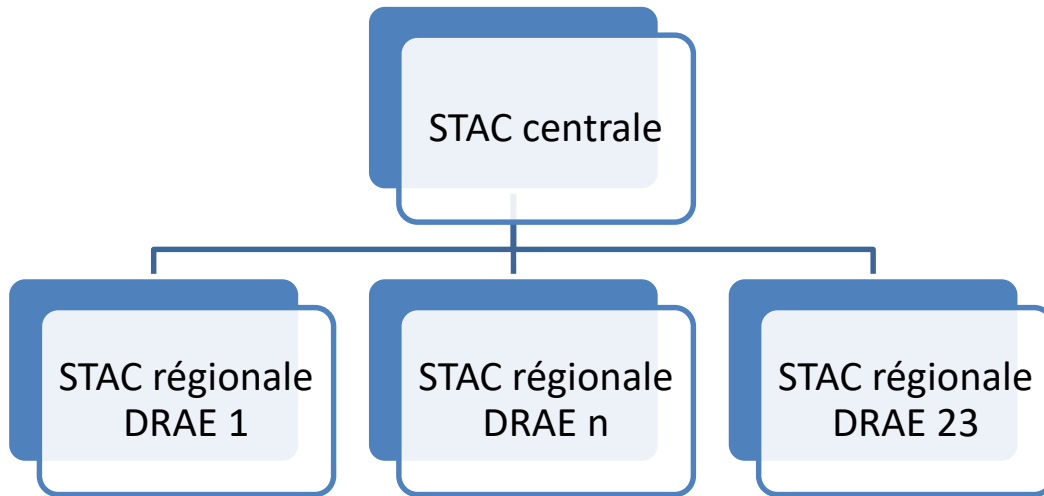 STAC centrale
STAC régionale
DRAE 1
STAC régionale
DRAE n
STAC régionale
DRAE 23